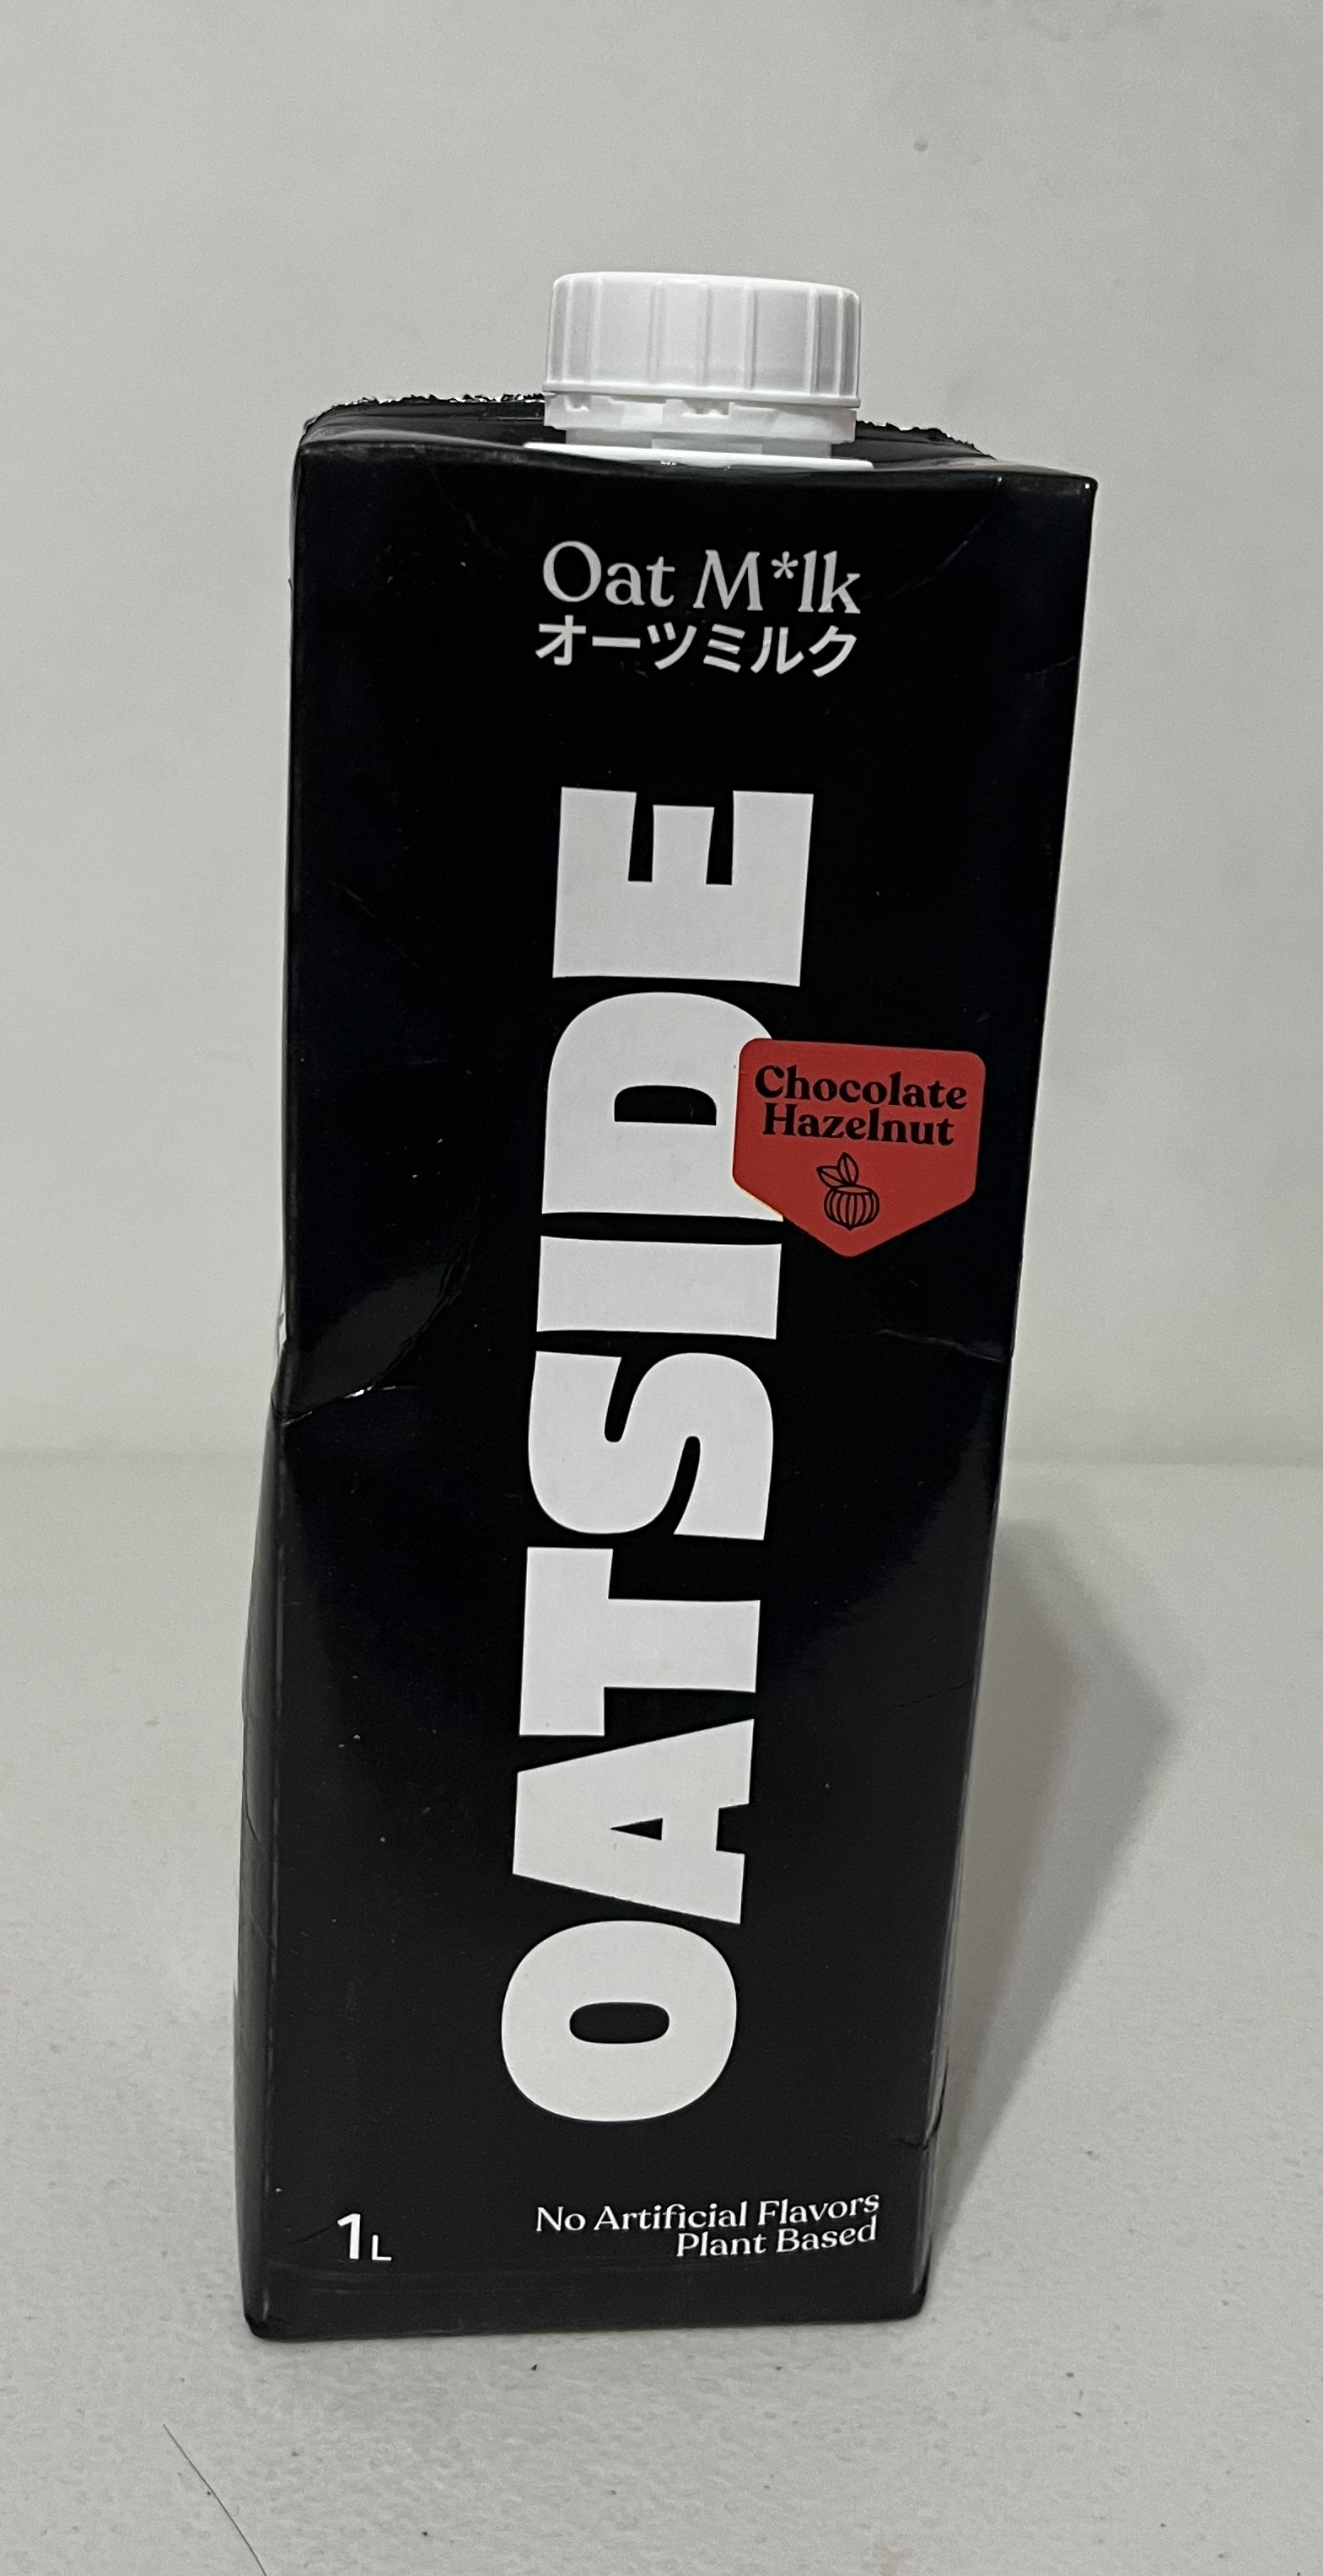 Oat M*lk
オーツミルク
OATSIDE
Chocolate
Hazelnut
1L
No Artificial Flavors
Plant Based